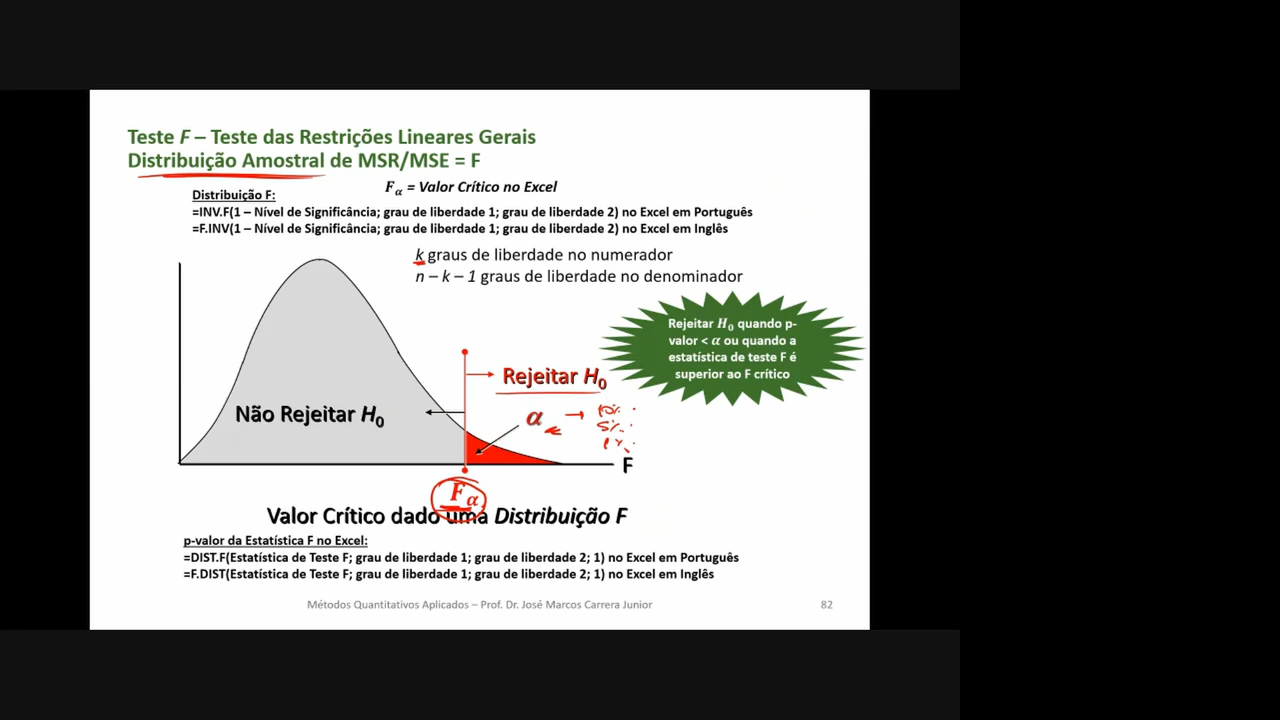 Teste F – Teste das Restrições Lineares Gerais
Distribuição Amostral de MSR/MSE = F
Fα = Valor Crítico no Excel
Distribuição F:
=INV.F(1 – Nível de Significância; grau de liberdade 1; grau de liberdade 2) no Excel em Português
=F.INV(1 – Nível de Significância; grau de liberdade 1; grau de liberdade 2) no Excel em Inglês
k graus de liberdade no numerador
n – k – 1 graus de liberdade no denominador
Rejeitar H0 quando p-
valor < α ou quando a
estatística de teste F é
superior ao F crítico
Rejeitar H0
Não Rejeitar H0
α
F
Fα
Valor Crítico dado uma Distribuição F
p-valor da Estatística F no Excel:
=DIST.F(Estatística de Teste F; grau de liberdade 1; grau de liberdade 2; 1) no Excel em Português
=F.DIST(Estatística de Teste F; grau de liberdade 1; grau de liberdade 2; 1) no Excel em Inglês
Métodos Quantitativos Aplicados – Prof. Dr. José Marcos Carrera Junior
82